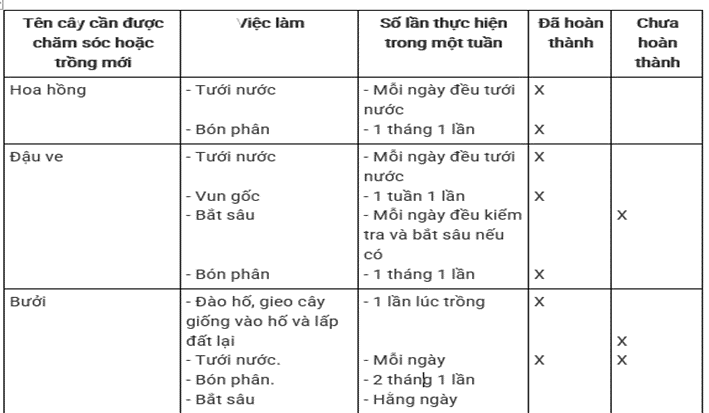 Tên cây cần được chăm sóc hoặc trồng mới | Việc làm | Số lần thực hiện trong một tuần | Đã hoàn thành | Chưa hoàn thành
Hoa hồng | - Tưới nước | - Mỗi ngày đều tưới nước | X
- Bón phân | - 1 tháng 1 lần | X
Đậu ve | - Tưới nước | - Mỗi ngày đều tưới nước | X
- Vun gốc | - 1 tuần 1 lần | X
- Bắt sâu | - Mỗi ngày đều kiểm tra và bắt sâu nếu có | X
- Bón phân | - 1 tháng 1 lần | X
Bưởi | - Đào hố, gieo cây giống vào hố và lấp đất lại | - 1 lần lúc trồng | X | X
- Tưới nước. | - Mỗi ngày | X | X
- Bón phân. | - 2 tháng 1 lần
- Bắt sâu | - Hằng ngày